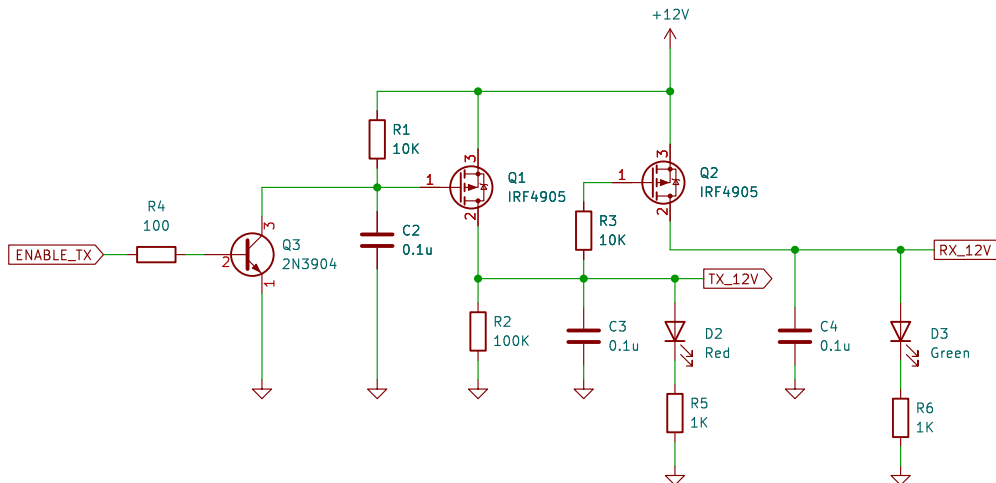 +12V
R1
10K
3
1
Q1
IRF4905
2
3
1
Q2
IRF4905
2
R4
100
R3
10K
ENABLE_TX
3
2
Q3
2N3904
1
C2
0.1u
RX_12V
TX_12V
R2
100K
C3
0.1u
D2
Red
C4
0.1u
D3
Green
R5
1K
R6
1K